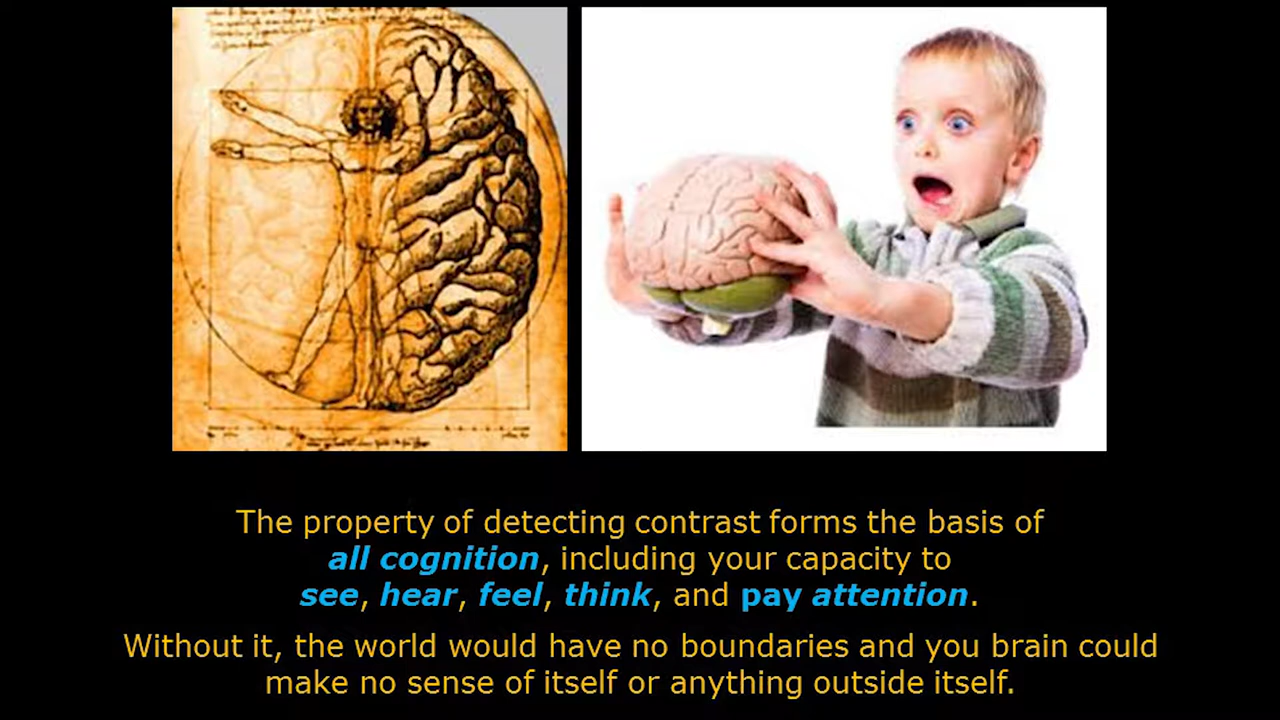 The property of detecting contrast forms the basis of
all cognition, including your capacity to
see, hear, feel, think, and pay attention.
Without it, the world would have no boundaries and you brain could
make no sense of itself or anything outside itself.